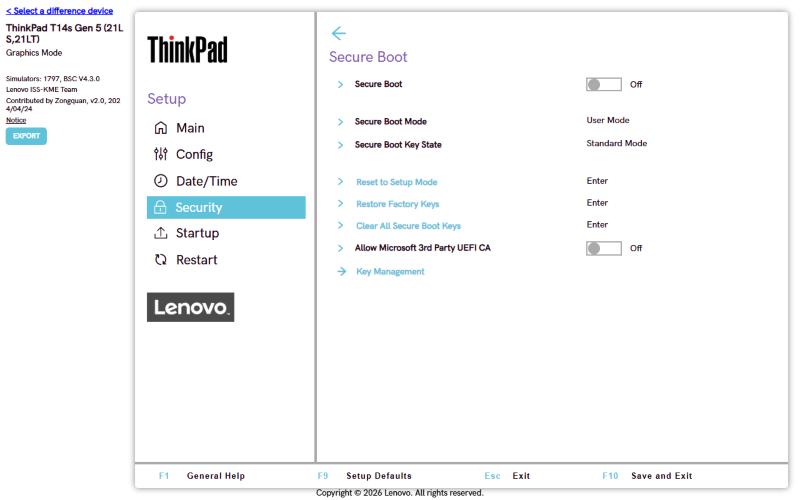 < Select a difference device
ThinkPad T14s Gen 5 (21L
S,21LT)
Graphics Mode
Simulators: 1797, BSC V4.3.0
Lenovo ISS-KME Team
Contributed by Zongquan, v2.0, 202
4/04/24
Notice
EXPORT
ThinkPad
Setup
Main
Config
Date/Time
Security
Startup
Restart
Lenovo
Secure Boot
Secure Boot Off
Secure Boot Mode User Mode
Secure Boot Key State Standard Mode
Reset to Setup Mode Enter
Restore Factory Keys Enter
Clear All Secure Boot Keys Enter
Allow Microsoft 3rd Party UEFI CA Off
Key Management
F1 General Help F9 Setup Defaults Esc Exit F10 Save and Exit
Copyright © 2026 Lenovo. All rights reserved.